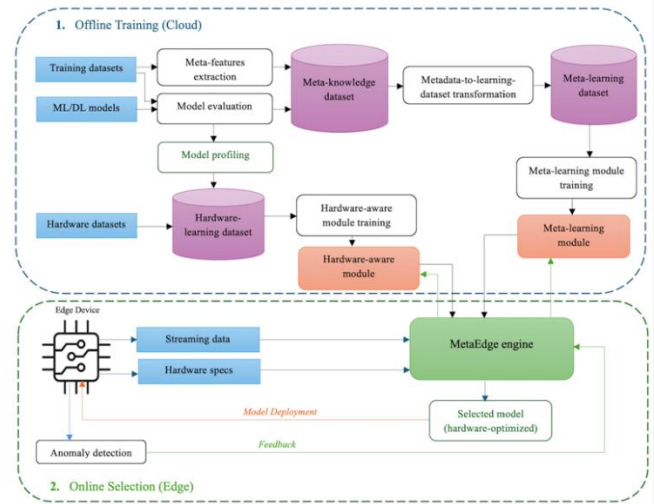 1. Offline Training (Cloud)
Training datasets
Meta-features
extraction
Meta-knowledge
dataset
Metadata-to-learning-
dataset transformation
Meta-learning
dataset
ML/DL models
Model evaluation
Model profiling
Meta-learning module
training
Hardware datasets
Hardware-
learning dataset
Hardware-aware
module training
Meta-learning
module
Hardware-aware
module
Edge Device
Streaming data
MetaEdge engine
Hardware specs
Model Deployment
Selected model
(hardware-optimized)
Anomaly detection
Feedback
2. Online Selection (Edge)